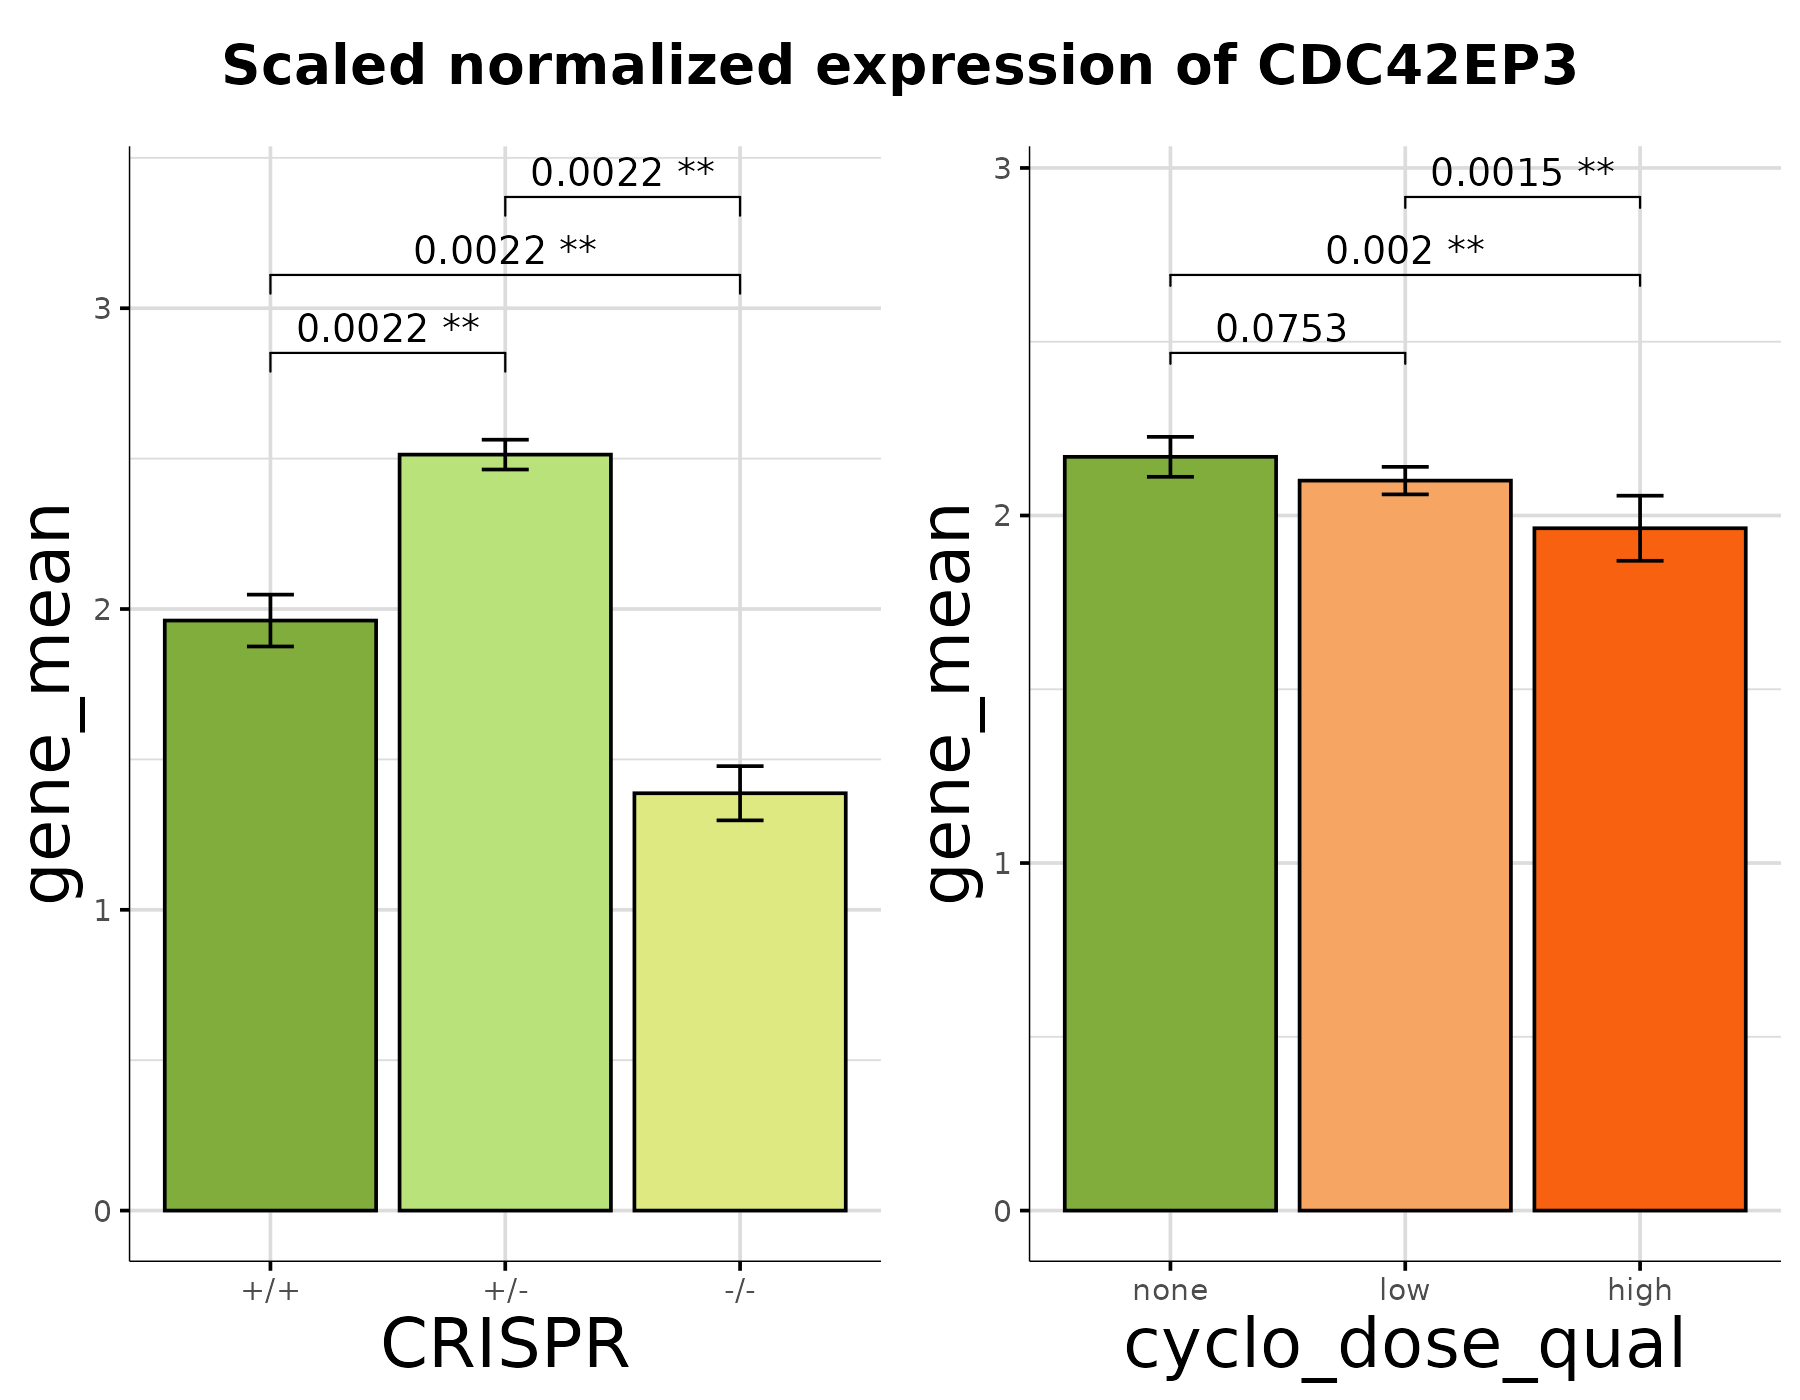 Scaled normalized expression of CDC42EP3
gene_mean
3
2
1
0
0.0022 **
0.0022 **
0.0022 **
+/+ +/- -/-
CRISPR
gene_mean
3
2
1
0
0.0015 **
0.002 **
0.0753
none low high
cyclo_dose_qual